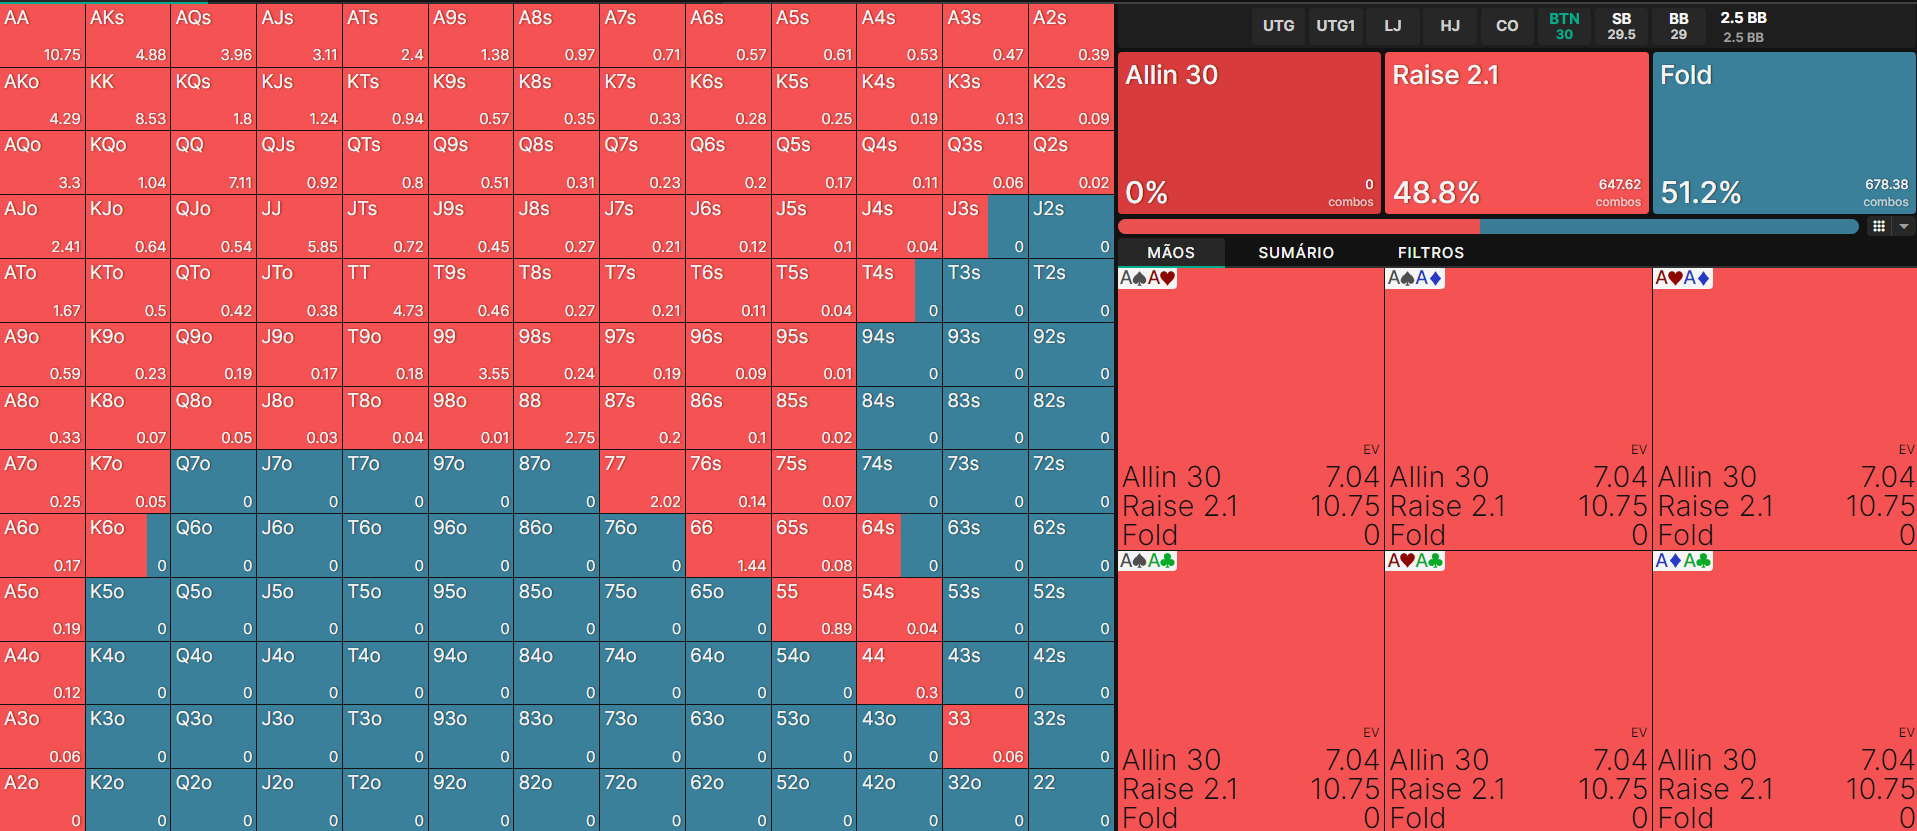 AA AKs AQs AJs ATs A9s A8s A7s A6s A5s A4s A3s A2s
10.75 4.88 3.96 3.11 2.4 1.38 0.97 0.71 0.57 0.61 0.53 0.47 0.39
AKo KK KQs KJs KTs K9s K8s K7s K6s K5s K4s K3s K2s
4.29 8.53 1.8 1.24 0.94 0.57 0.35 0.33 0.28 0.25 0.19 0.13 0.09
AQo KQo QQ QJs QTs Q9s Q8s Q7s Q6s Q5s Q4s Q3s Q2s
3.3 1.04 7.11 0.92 0.8 0.51 0.31 0.23 0.2 0.17 0.11 0.06 0.02
AJo KJo QJo JJ JTs J9s J8s J7s J6s J5s J4s J3s J2s
2.41 0.64 0.54 5.85 0.72 0.45 0.27 0.21 0.12 0.1 0.04 0 0
ATo KTo QTo JTo TT T9s T8s T7s T6s T5s T4s T3s T2s
1.67 0.5 0.42 0.38 4.73 0.46 0.27 0.21 0.11 0.04 0 0 0
A9o K9o Q9o J9o T9o 99 98s 97s 96s 95s 94s 93s 92s
0.59 0.23 0.19 0.17 0.18 3.55 0.24 0.19 0.09 0.01 0 0 0
A8o K8o Q8o J8o T8o 98o 88 87s 86s 85s 84s 83s 82s
0.33 0.07 0.05 0.03 0.04 0.01 2.75 0.2 0.1 0.02 0 0 0
A7o K7o Q7o J7o T7o 97o 87o 77 76s 75s 74s 73s 72s
0.25 0.05 0 0 0 0 0 2.02 0.14 0.07 0 0 0
A6o K6o Q6o J6o T6o 96o 86o 76o 66 65s 64s 63s 62s
0.17 0 0 0 0 0 0 0 1.44 0.08 0 0 0
A5o K5o Q5o J5o T5o 95o 85o 75o 65o 55 54s 53s 52s
0.19 0 0 0 0 0 0 0 0 0.89 0.04 0 0
A4o K4o Q4o J4o T4o 94o 84o 74o 64o 54o 44 43s 42s
0.12 0 0 0 0 0 0 0 0 0 0.3 0 0
A3o K3o Q3o J3o T3o 93o 83o 73o 63o 53o 43o 33 32s
0.06 0 0 0 0 0 0 0 0 0 0 0.06 0
A2o K2o Q2o J2o T2o 92o 82o 72o 62o 52o 42o 32o 22
0 0 0 0 0 0 0 0 0 0 0 0 0
UTG UTG1 LJ HJ CO BTN SB BB 2.5 BB
30 29.5 29 2.5 BB
Allin 30 Raise 2.1 Fold
0 647.62 678.38
0% combos 48.8% combos 51.2% combos
MÃOS SUMÁRIO FILTROS
A♠A♥ A♠A♦ A♥A♦
EV EV EV
Allin 30 7.04 Allin 30 7.04 Allin 30 7.04
Raise 2.1 10.75 Raise 2.1 10.75 Raise 2.1 10.75
Fold 0 Fold 0 Fold 0
A♠A♣ A♥A♣ A♦A♣
EV EV EV
Allin 30 7.04 Allin 30 7.04 Allin 30 7.04
Raise 2.1 10.75 Raise 2.1 10.75 Raise 2.1 10.75
Fold 0 Fold 0 Fold 0